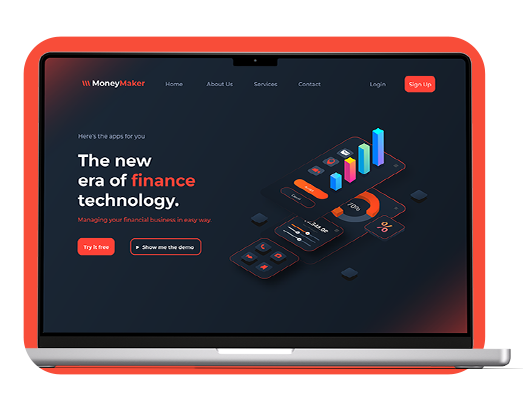 MoneyMaker
Home
About Us
Services
Contact
Login
Sign Up
Here's the apps for you
The new
era of finance
technology.
Managing your financial business in easy way
Try it free
Show me the demo
70%
%